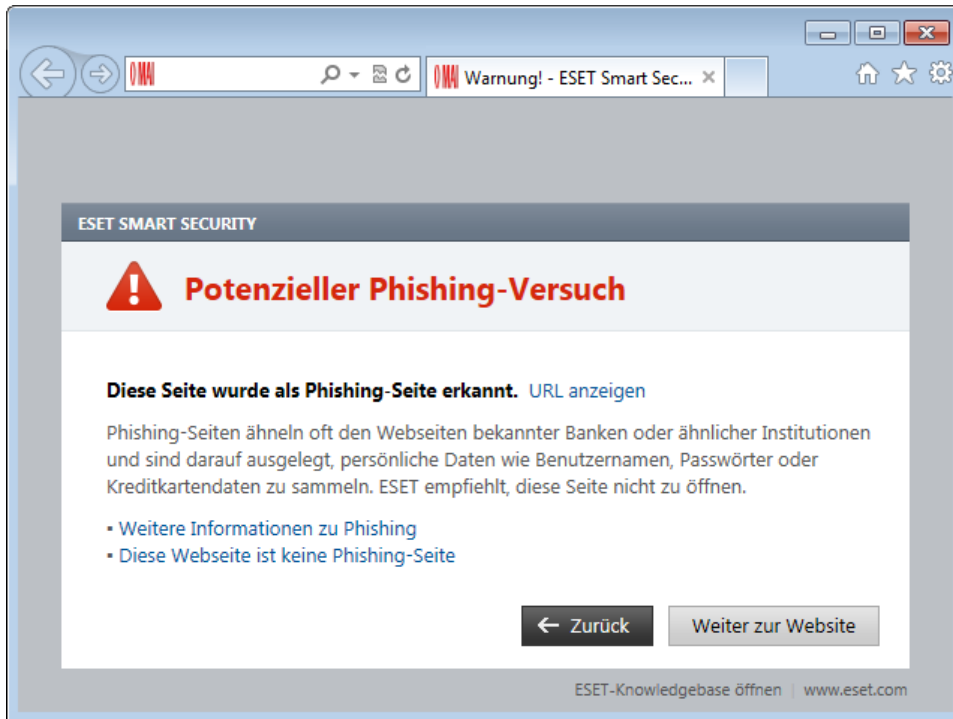 Warnung! - ESET Smart Sec...
ESET SMART SECURITY
Potenzieller Phishing-Versuch
Diese Seite wurde als Phishing-Seite erkannt. URL anzeigen
Phishing-Seiten ähneln oft den Webseiten bekannter Banken oder ähnlicher Institutionen
und sind darauf ausgelegt, persönliche Daten wie Benutzernamen, Passwörter oder
Kreditkartendaten zu sammeln. ESET empfiehlt, diese Seite nicht zu öffnen.
▪ Weitere Informationen zu Phishing
▪ Diese Webseite ist keine Phishing-Seite
← Zurück Weiter zur Website
ESET-Knowledgebase öffnen | www.eset.com